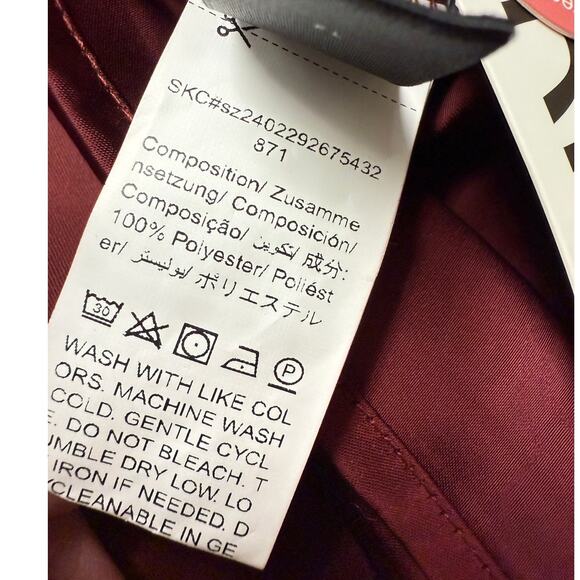 SKC#sz2402292675432
871
Composition/ Zusamme
nsetzung/ Composición/
Composição/ تكوين/ 成分:
100% Polyester/ Poliést
er/ بوليستر/ ポリエステル
30
P
WASH WITH LIKE COL
ORS. MACHINE WASH
COLD. GENTLE CYCL
E. DO NOT BLEACH. T
UMBLE DRY LOW. LO
IRON IF NEEDED. D
YCLEANABLE IN GE